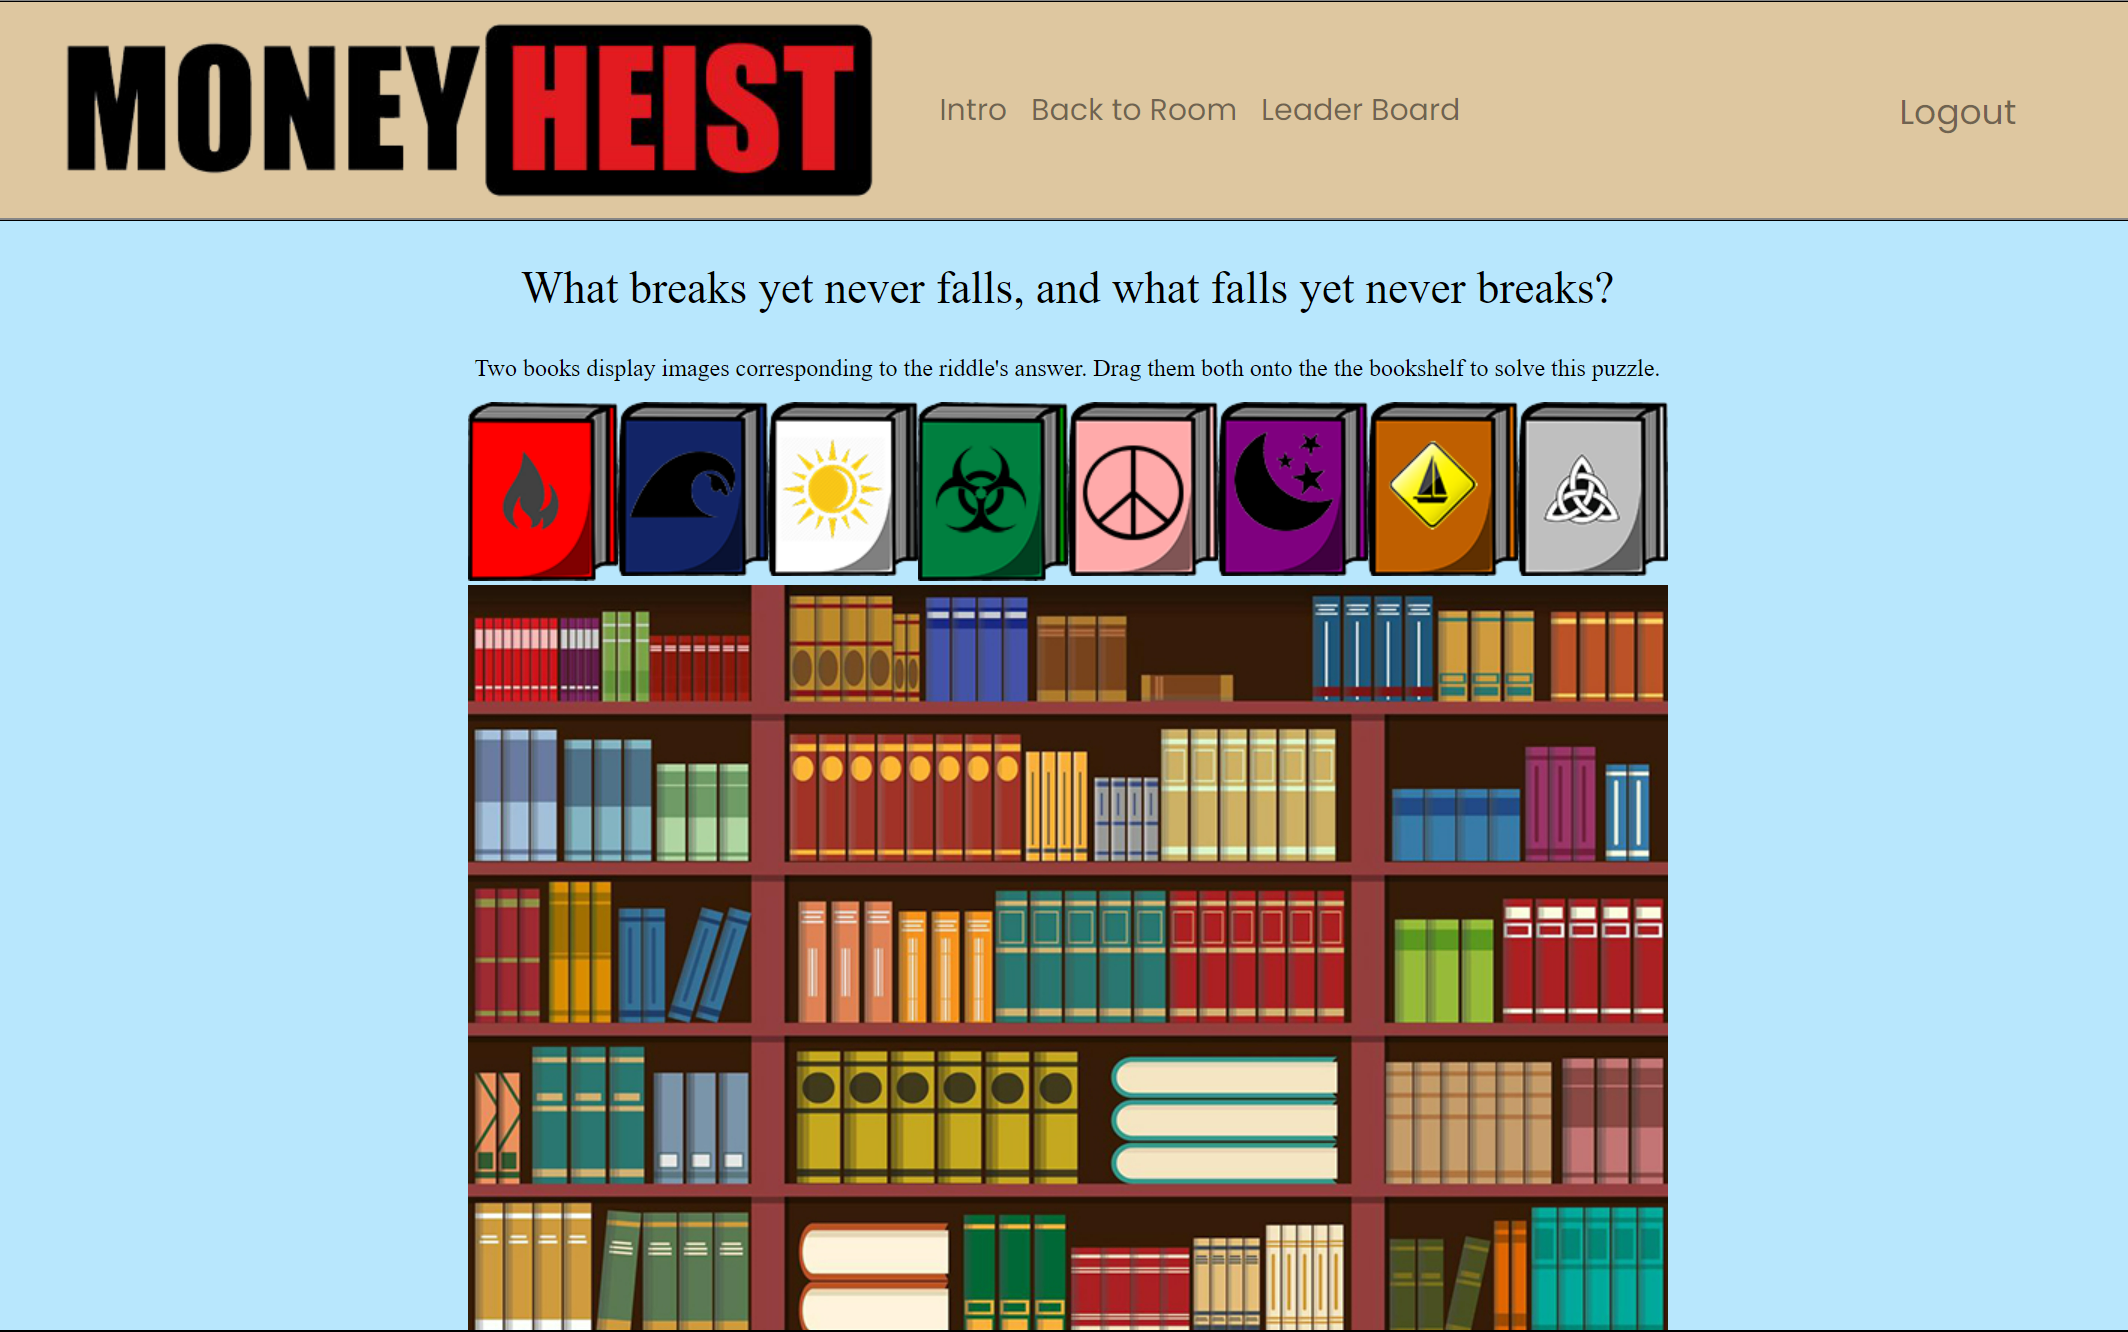 MONEY HEIST
Intro Back to Room Leader Board Logout
What breaks yet never falls, and what falls yet never breaks?
Two books display images corresponding to the riddle's answer. Drag them both onto the the bookshelf to solve this puzzle.